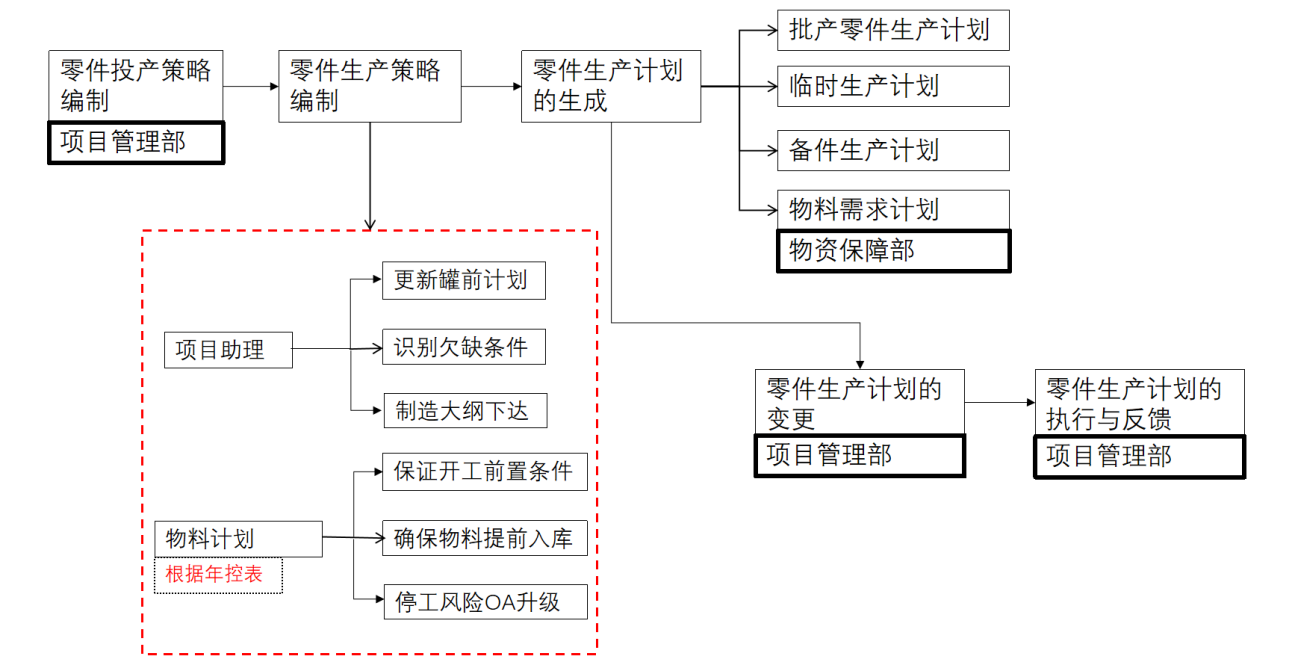 零件投产策略
编制
项目管理部
零件生产策略
编制
零件生产计划
的生成
批产零件生产计划
临时生产计划
备件生产计划
物料需求计划
物资保障部
更新罐前计划
项目助理
识别欠缺条件
制造大纲下达
保证开工前置条件
物料计划
根据年控表
确保物料提前入库
停工风险OA升级
零件生产计划的
变更
项目管理部
零件生产计划的
执行与反馈
项目管理部